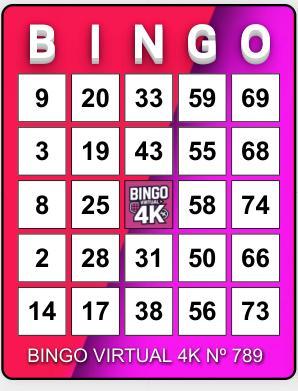 B I N G O
9 20 33 59 69
3 19 43 55 68
8 25 BINGO VIRTUAL 4K 58 74
2 28 31 50 66
14 17 38 56 73
BINGO VIRTUAL 4K Nº 789